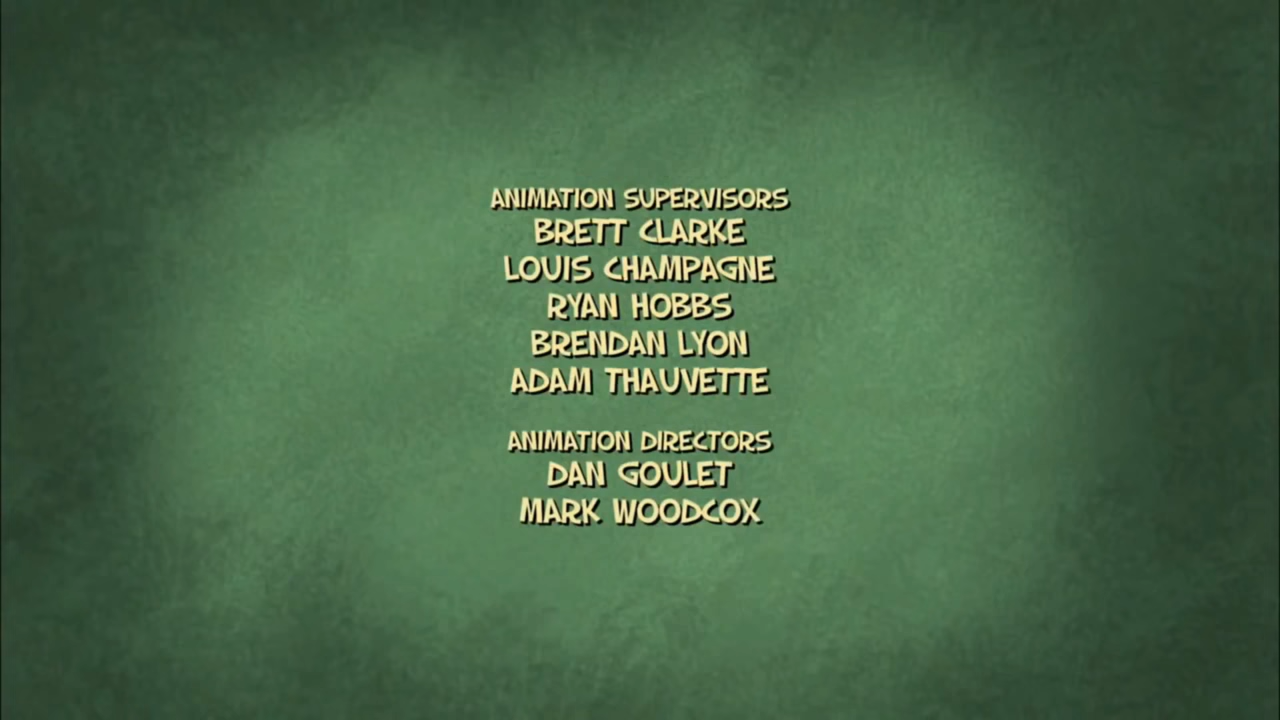 ANIMATION SUPERVISORS
BRETT CLARKE
LOUIS CHAMPAGNE
RYAN HOBBS
BRENDAN LYON
ADAM THAUVETTE
ANIMATION DIRECTORS
DAN GOULET
MARK WOODCOX